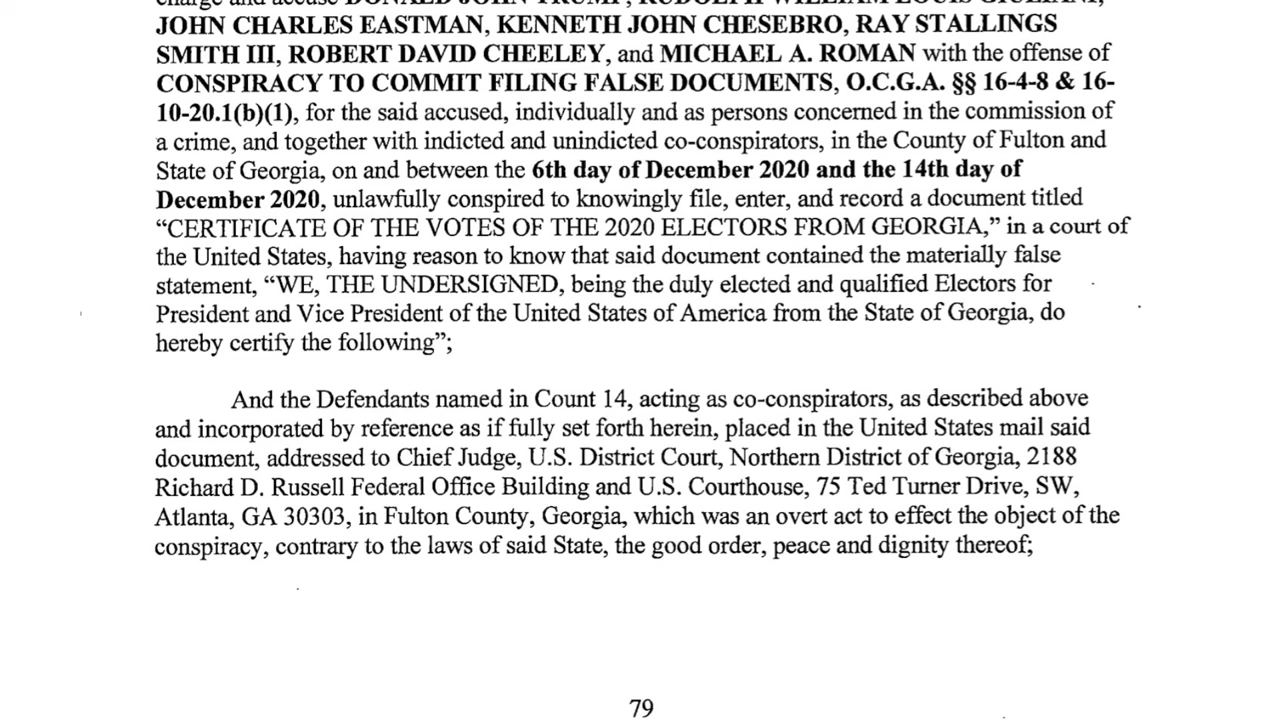 charge and accuse DONALD JOHN TRUMP, RUDOLPH WILLIAM LOUIS GIULIANI,
JOHN CHARLES EASTMAN, KENNETH JOHN CHESEBRO, RAY STALLINGS
SMITH III, ROBERT DAVID CHEELEY, and MICHAEL A. ROMAN with the offense of
CONSPIRACY TO COMMIT FILING FALSE DOCUMENTS, O.C.G.A. §§ 16-4-8 & 16-
10-20.1(b)(1), for the said accused, individually and as persons concerned in the commission of
a crime, and together with indicted and unindicted co-conspirators, in the County of Fulton and
State of Georgia, on and between the 6th day of December 2020 and the 14th day of
December 2020, unlawfully conspired to knowingly file, enter, and record a document titled
“CERTIFICATE OF THE VOTES OF THE 2020 ELECTORS FROM GEORGIA,” in a court of
the United States, having reason to know that said document contained the materially false
statement, “WE, THE UNDERSIGNED, being the duly elected and qualified Electors for
President and Vice President of the United States of America from the State of Georgia, do
hereby certify the following”;
And the Defendants named in Count 14, acting as co-conspirators, as described above
and incorporated by reference as if fully set forth herein, placed in the United States mail said
document, addressed to Chief Judge, U.S. District Court, Northern District of Georgia, 2188
Richard D. Russell Federal Office Building and U.S. Courthouse, 75 Ted Turner Drive, SW,
Atlanta, GA 30303, in Fulton County, Georgia, which was an overt act to effect the object of the
conspiracy, contrary to the laws of said State, the good order, peace and dignity thereof;
79